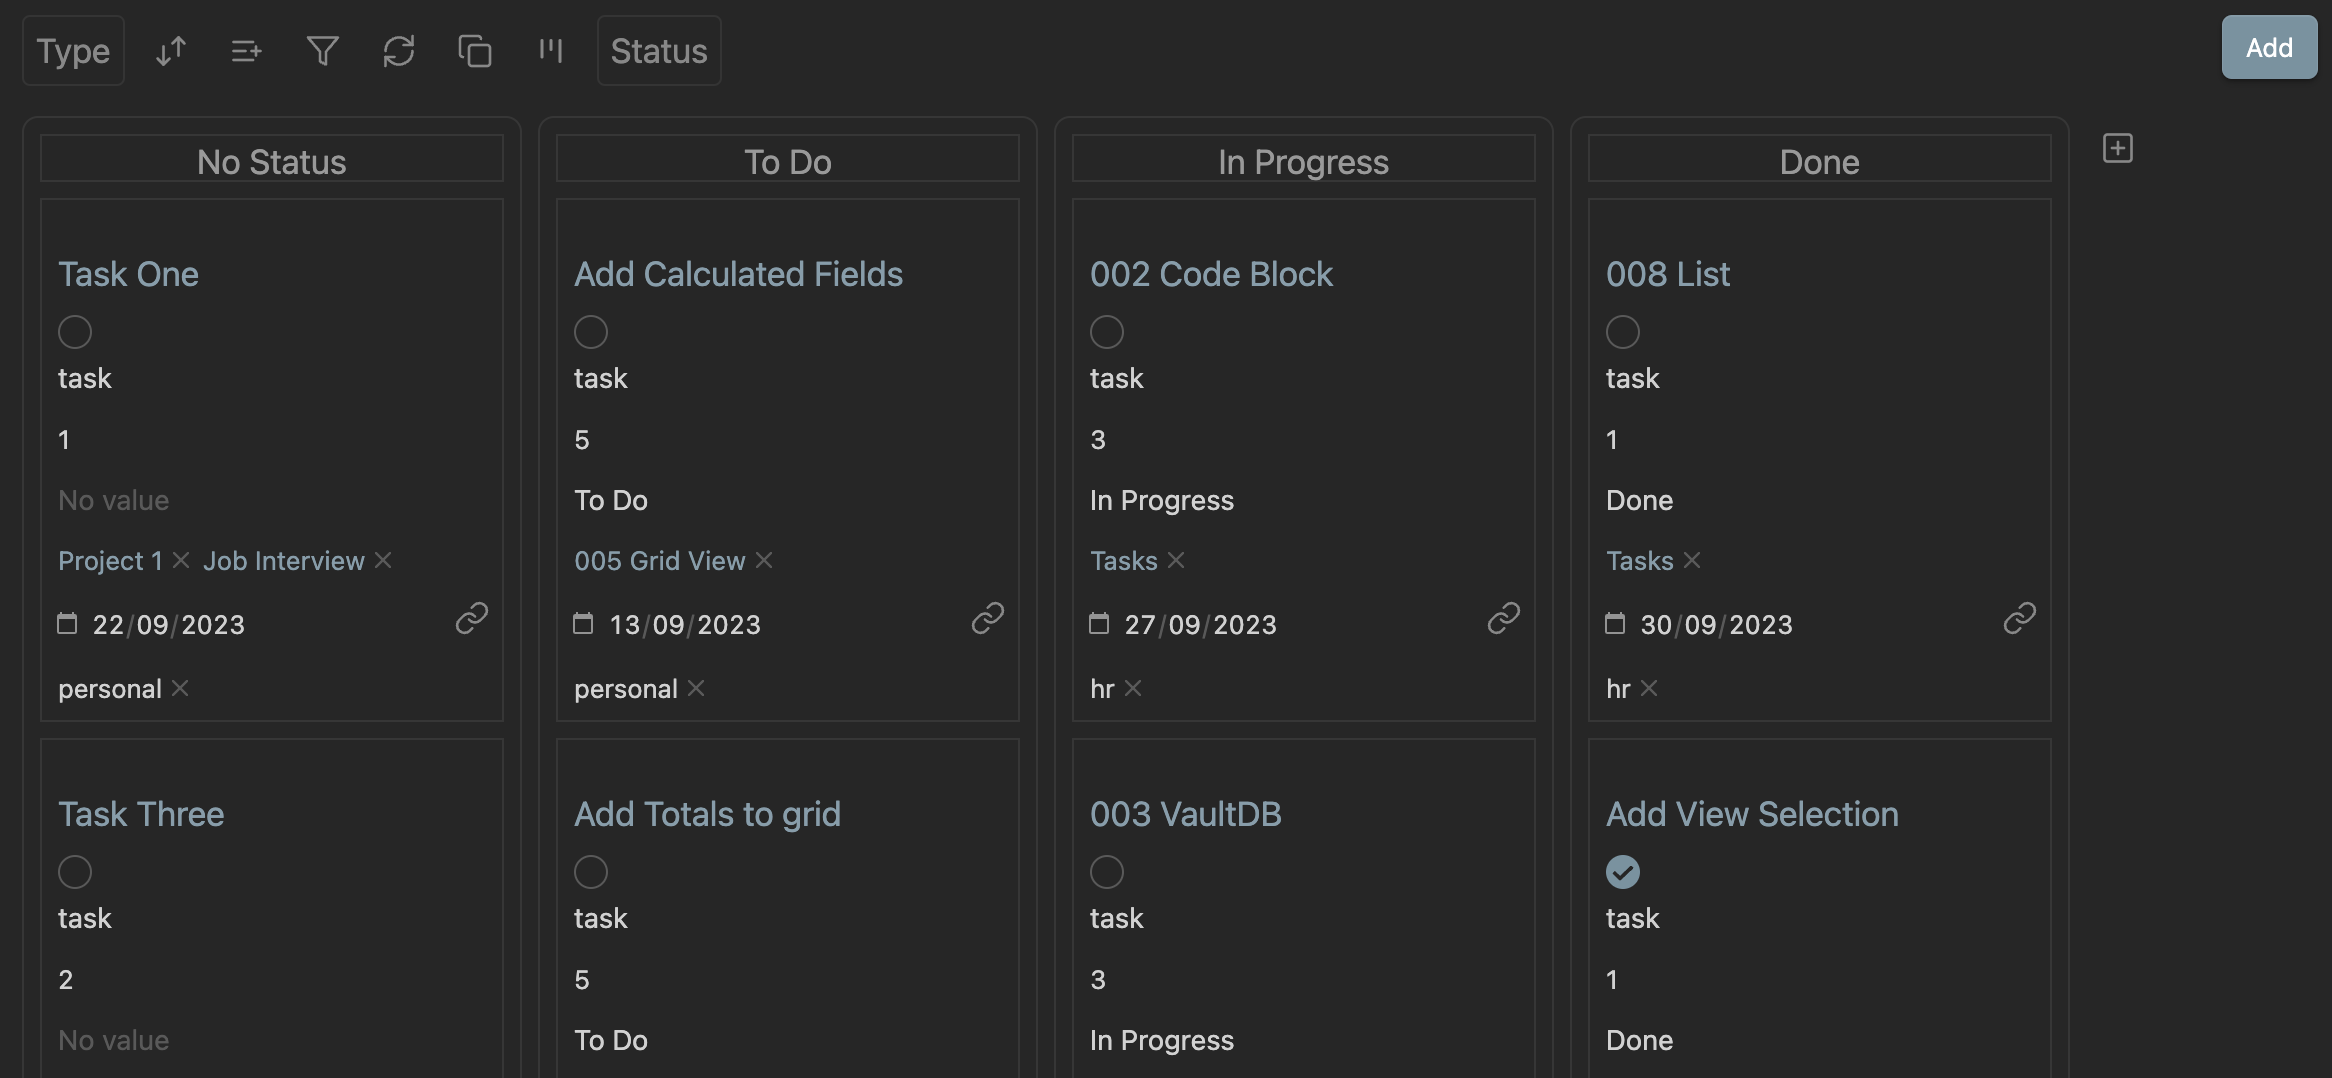 Type
Status
Add
No Status
Task One
task
1
No value
Project 1 Job Interview
22/09/2023
personal
Task Three
task
2
No value
To Do
Add Calculated Fields
task
5
To Do
005 Grid View
13/09/2023
personal
Add Totals to grid
task
5
To Do
In Progress
002 Code Block
task
3
In Progress
Tasks
27/09/2023
hr
003 VaultDB
task
3
In Progress
Done
008 List
task
1
Done
Tasks
30/09/2023
hr
Add View Selection
task
1
Done